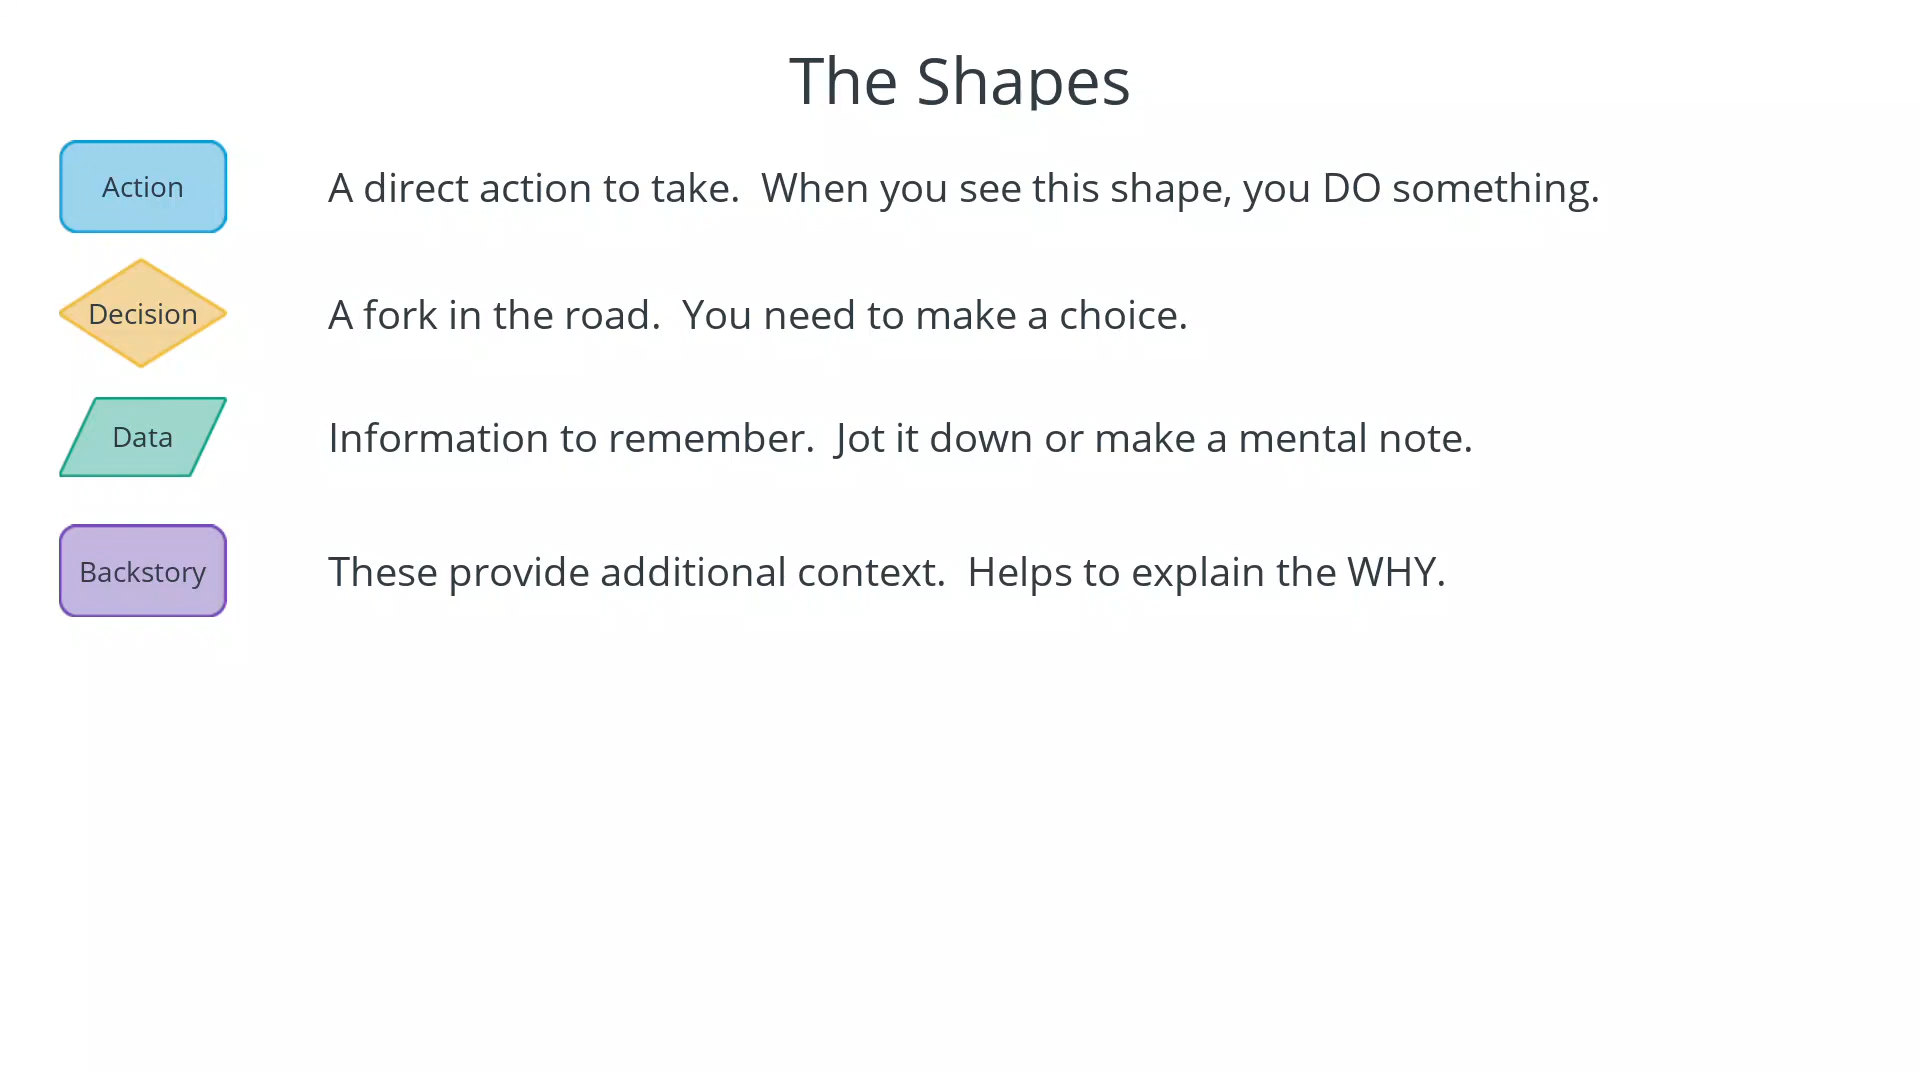 The Shapes
Action
A direct action to take.  When you see this shape, you DO something.
Decision
A fork in the road.  You need to make a choice.
Data
Information to remember.  Jot it down or make a mental note.
Backstory
These provide additional context.  Helps to explain the WHY.